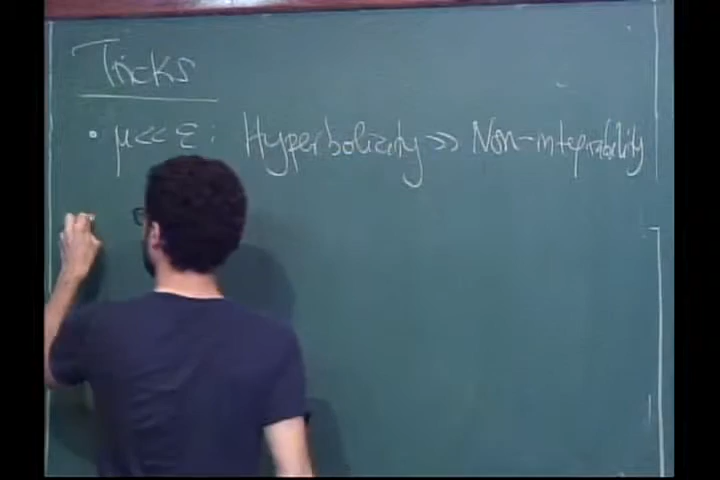 Tricks
• μ << ε : Hyperbolicity >> Non-integrability